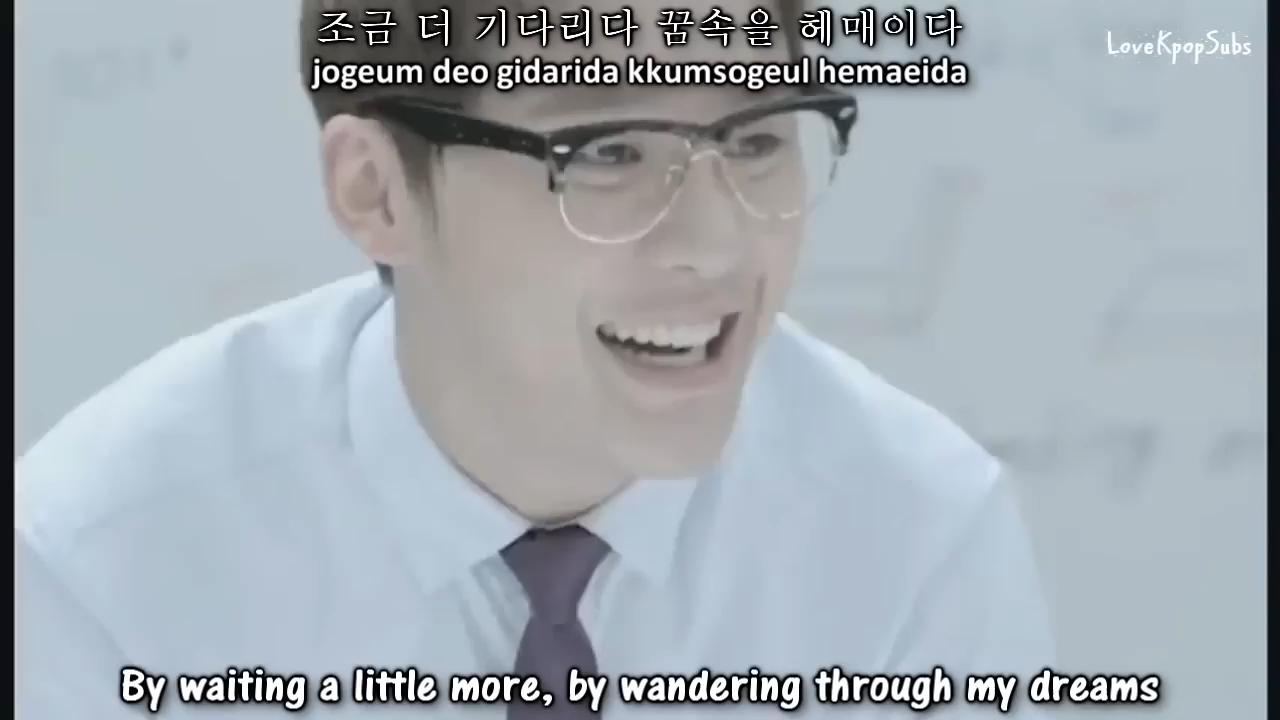 조금 더 기다리다 꿈속을 헤매이다
LoveKpopSubs
jogeum deo gidarida kkumsogeul hemaeida
By waiting a little more, by wandering through my dreams